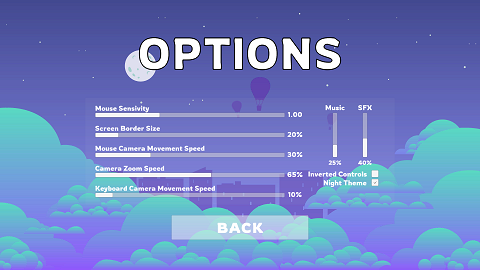 OPTIONS
Mouse Sensivity
1.00
Screen Border Size
20%
Mouse Camera Movement Speed
30%
Camera Zoom Speed
65%
Keyboard Camera Movement Speed
10%
Music SFX
25% 40%
Inverted Controls
Night Theme
BACK